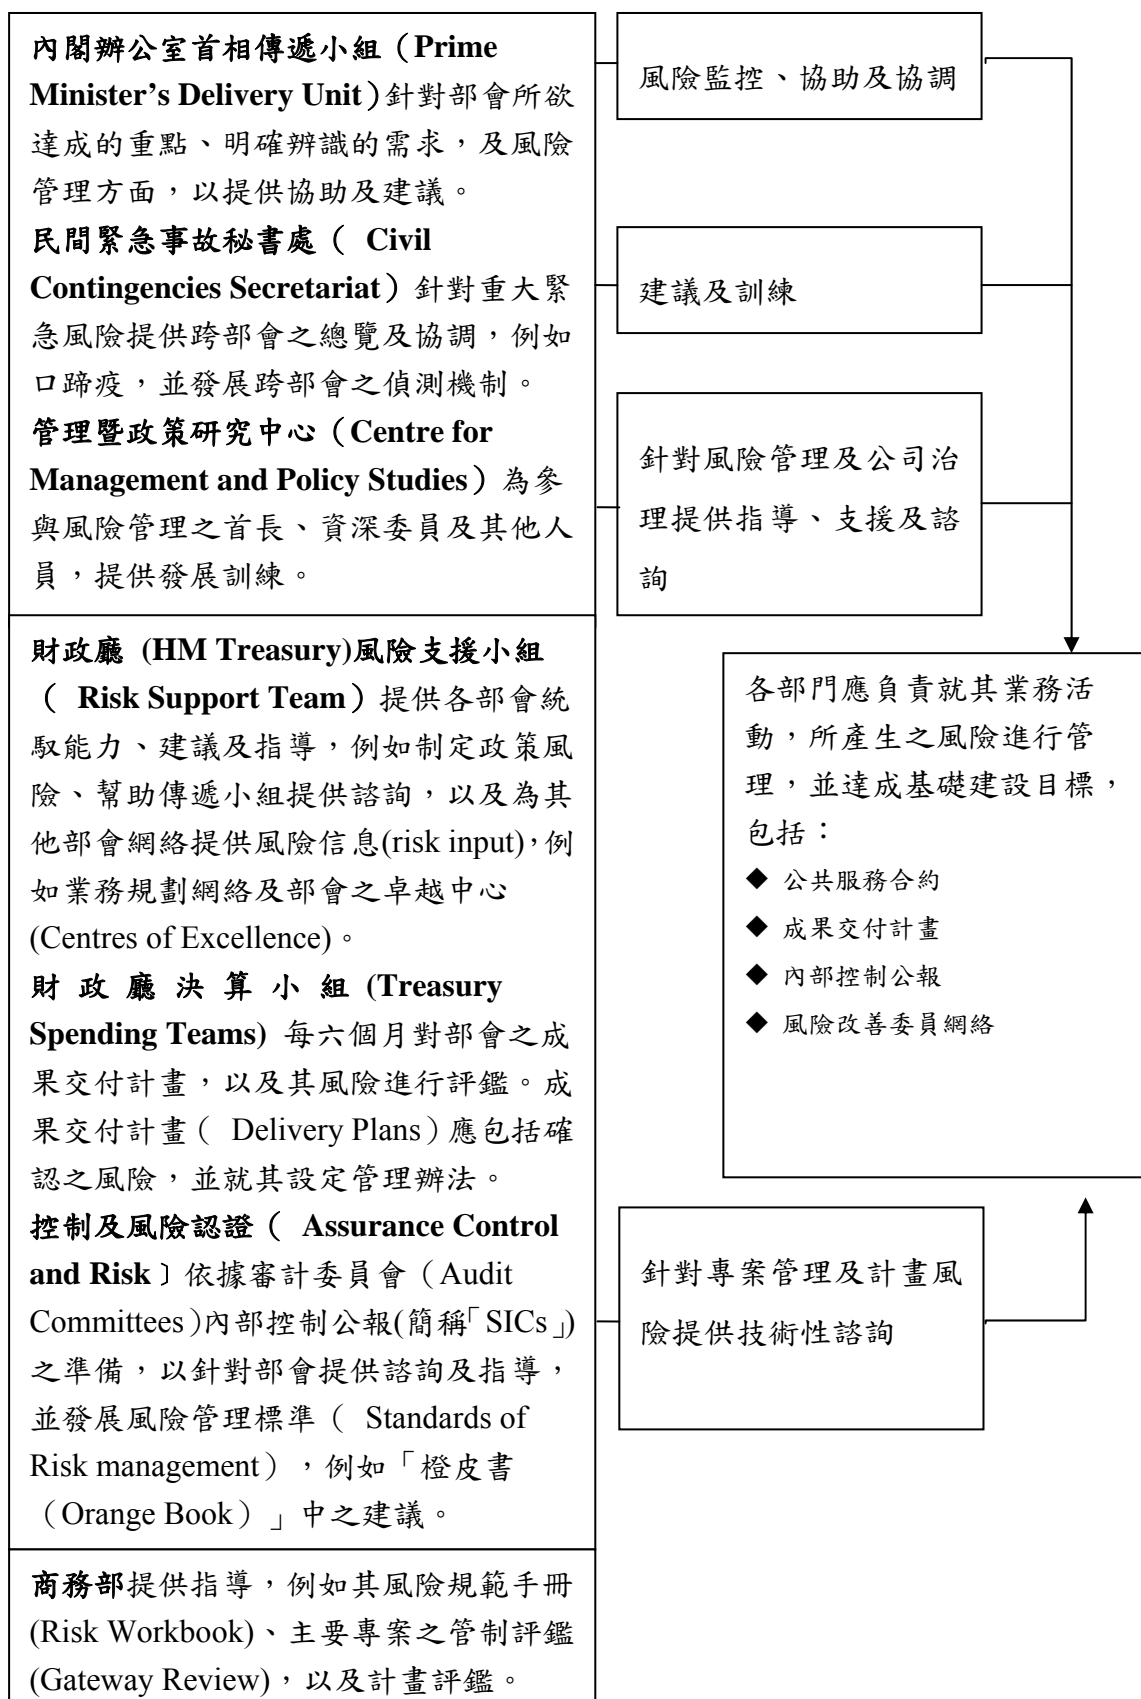 內閣辦公室首相傳遞小組（Prime
Minister’s Delivery Unit）針對部會所欲
達成的重點、明確辨識的需求，及風險
管理方面，以提供協助及建議。
民間緊急事故秘書處（ Civil
Contingencies Secretariat）針對重大緊
急風險提供跨部會之總覽及協調，例如
口蹄疫，並發展跨部會之偵測機制。
管理暨政策研究中心（Centre for
Management and Policy Studies）為參
與風險管理之首長、資深委員及其他人
員，提供發展訓練。
財政廳 (HM Treasury)風險支援小組
（ Risk Support Team）提供各部會統
馭能力、建議及指導，例如制定政策風
險、幫助傳遞小組提供諮詢，以及為其
他部會網絡提供風險信息(risk input)，例
如業務規劃網絡及部會之卓越中心
(Centres of Excellence)。
財政廳決算小組(Treasury
Spending Teams) 每六個月對部會之成
果交付計畫，以及其風險進行評鑑。成
果交付計畫（ Delivery Plans）應包括確
認之風險，並就其設定管理辦法。
控制及風險認證（ Assurance Control
and Risk〕依據審計委員會（Audit
Committees）內部控制公報(簡稱「SICs」)
之準備，以針對部會提供諮詢及指導，
並發展風險管理標準（ Standards of
Risk management），例如「橙皮書
（Orange Book）」中之建議。
商務部提供指導，例如其風險規範手冊
(Risk Workbook)、主要專案之管制評鑑
(Gateway Review)，以及計畫評鑑。
風險監控、協助及協調
建議及訓練
針對風險管理及公司治
理提供指導、支援及諮
詢
針對專案管理及計畫風
險提供技術性諮詢
各部門應負責就其業務活
動，所產生之風險進行管
理，並達成基礎建設目標，
包括：
◆ 公共服務合約
◆ 成果交付計畫
◆ 內部控制公報
◆ 風險改善委員網絡